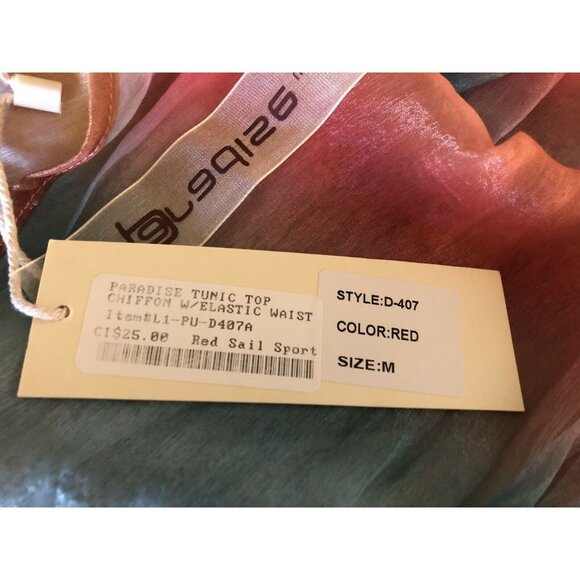 PARADISE TUNIC TOP
CHIFFON W/ELASTIC WAIST
Item#L1-PU-D407A
CI$25.00 Red Sail Sport
STYLE:D-407
COLOR:RED
SIZE:M